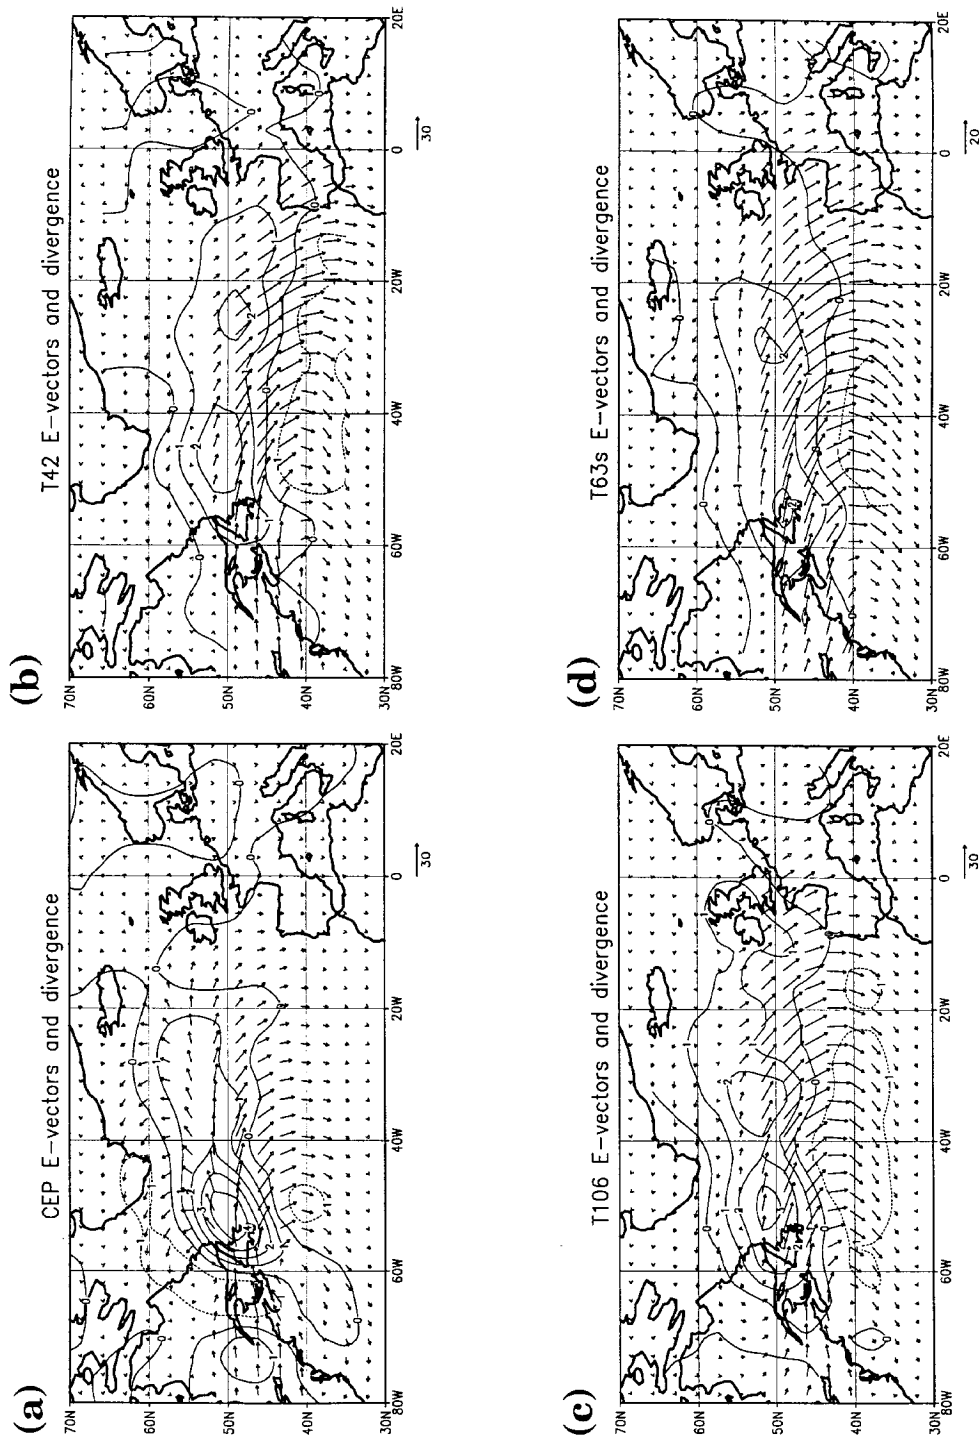 (a)
CEP E-vectors and divergence
70N
60N
50N
40N
30N
80W
60W
40W
20W
0
20E
30
(b)
T42 E-vectors and divergence
70N
60N
50N
40N
30N
80W
60W
40W
20W
0
20E
30
(c)
T106 E-vectors and divergence
70N
60N
50N
40N
30N
80W
60W
40W
20W
0
20E
30
(d)
T63s E-vectors and divergence
70N
60N
50N
40N
30N
80W
60W
40W
20W
0
20E
20